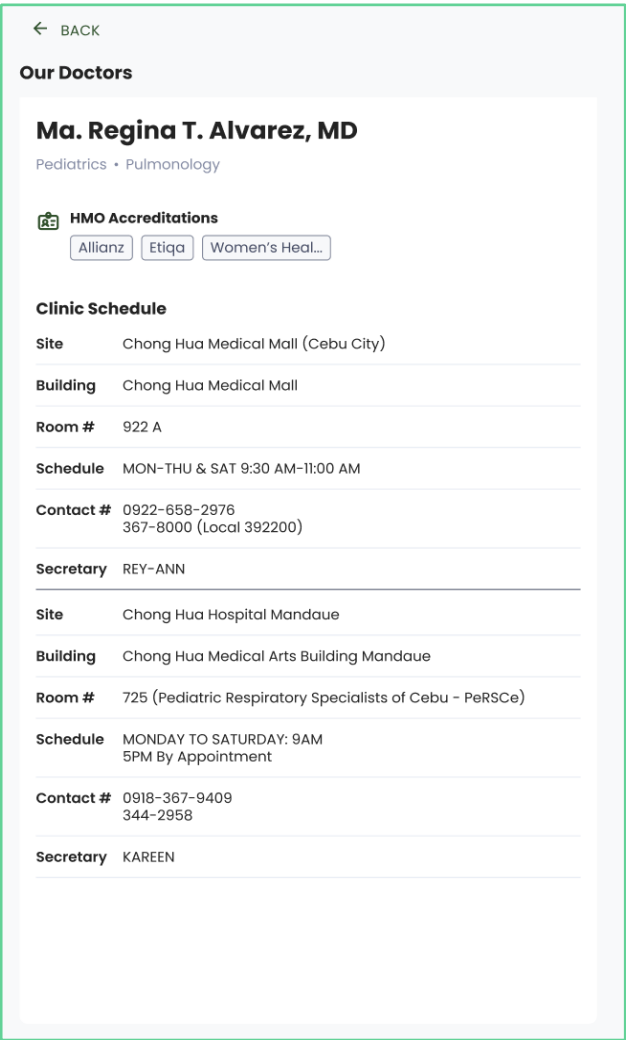 ← BACK
Our Doctors
Ma. Regina T. Alvarez, MD
Pediatrics • Pulmonology
HMO Accreditations
Allianz Etiqa Women's Heal...
Clinic Schedule
Site Chong Hua Medical Mall (Cebu City)
Building Chong Hua Medical Mall
Room # 922 A
Schedule MON-THU & SAT 9:30 AM-11:00 AM
Contact # 0922-658-2976
367-8000 (Local 392200)
Secretary REY-ANN
Site Chong Hua Hospital Mandaue
Building Chong Hua Medical Arts Building Mandaue
Room # 725 (Pediatric Respiratory Specialists of Cebu - PeRSCe)
Schedule MONDAY TO SATURDAY: 9AM
5PM By Appointment
Contact # 0918-367-9409
344-2958
Secretary KAREEN